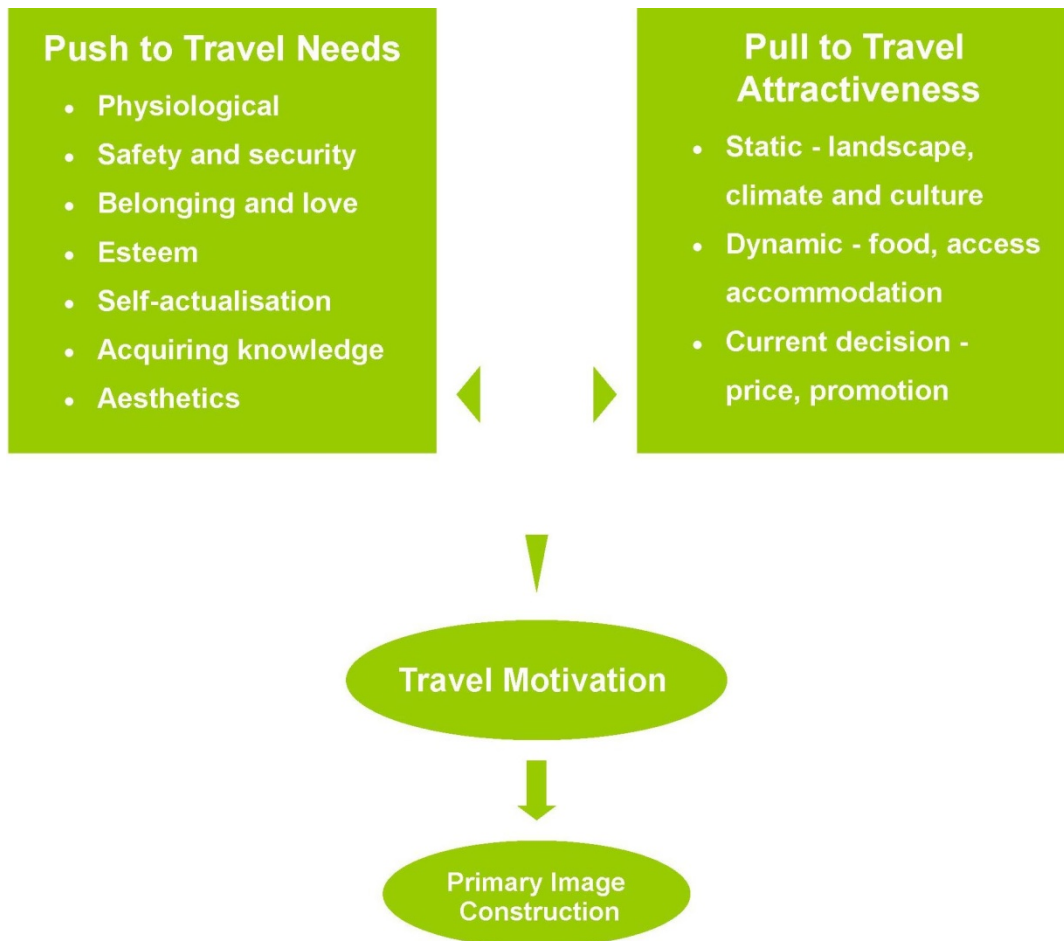 Push to Travel Needs
• Physiological
• Safety and security
• Belonging and love
• Esteem
• Self-actualisation
• Acquiring knowledge
• Aesthetics
Pull to Travel
Attractiveness
• Static - landscape,
climate and culture
• Dynamic - food, access
accommodation
• Current decision -
price, promotion
Travel Motivation
Primary Image
Construction